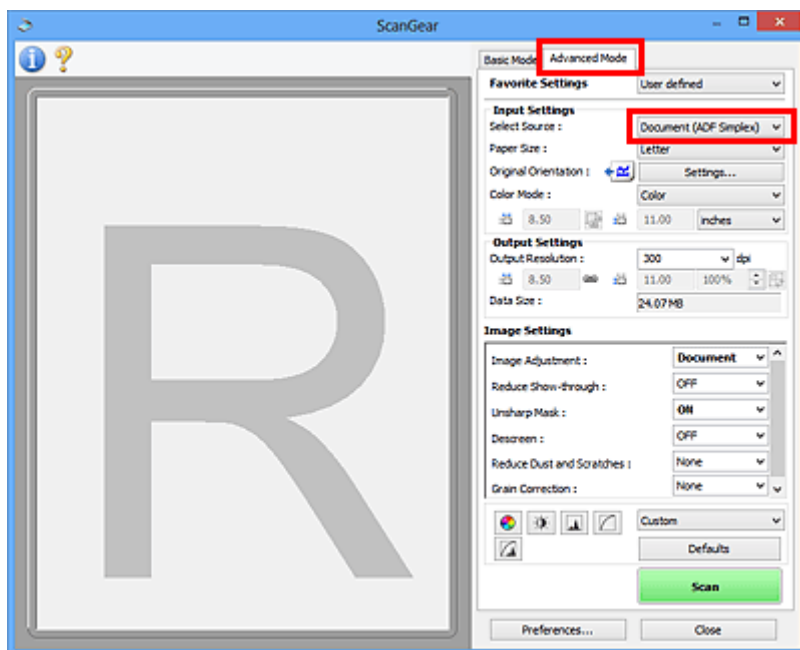 ScanGear
Basic Mode Advanced Mode
Favorite Settings User defined
Input Settings
Select Source : Document (ADF Simplex)
Paper Size : Letter
Original Orientation : Settings...
Color Mode : Color
8.50 11.00 inches
Output Settings
Output Resolution : 300 dpi
8.50 11.00 100%
Data Size : 24.07 MB
Image Settings
Image Adjustment : Document
Reduce Show-through : OFF
Unsharp Mask : ON
Descreen : OFF
Reduce Dust and Scratches : None
Grain Correction : None
Custom
Defaults
Scan
Preferences... Close
R